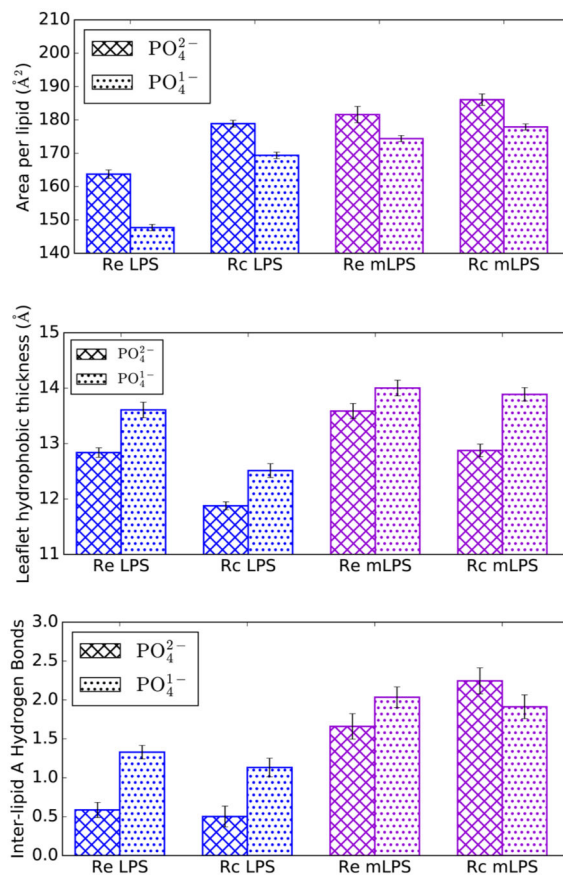 Area per lipid (Å²)
210
200
190
180
170
160
150
140
PO₄²⁻
PO₄¹⁻
Re LPS Rc LPS Re mLPS Rc mLPS
Leaflet hydrophobic thickness (Å)
15
14
13
12
11
PO₄²⁻
PO₄¹⁻
Re LPS Rc LPS Re mLPS Rc mLPS
Inter-lipid A Hydrogen Bonds
3.0
2.5
2.0
1.5
1.0
0.5
0.0
PO₄²⁻
PO₄¹⁻
Re LPS Rc LPS Re mLPS Rc mLPS